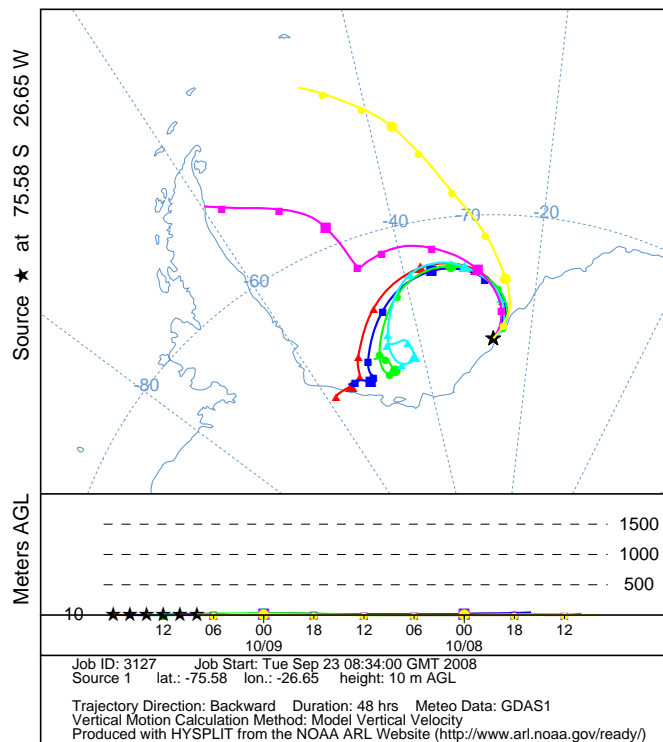 Source ★ at 75.58 S 26.65 W
-40
-70
-20
-60
-80
Meters AGL
1500
1000
500
10
12 06 00 18 12 06 00 18 12
10/09 10/08
Job ID: 3127 Job Start: Tue Sep 23 08:34:00 GMT 2008
Source 1 lat.: -75.58 lon.: -26.65 height: 10 m AGL
Trajectory Direction: Backward Duration: 48 hrs Meteo Data: GDAS1
Vertical Motion Calculation Method: Model Vertical Velocity
Produced with HYSPLIT from the NOAA ARL Website (http://www.arl.noaa.gov/ready/)